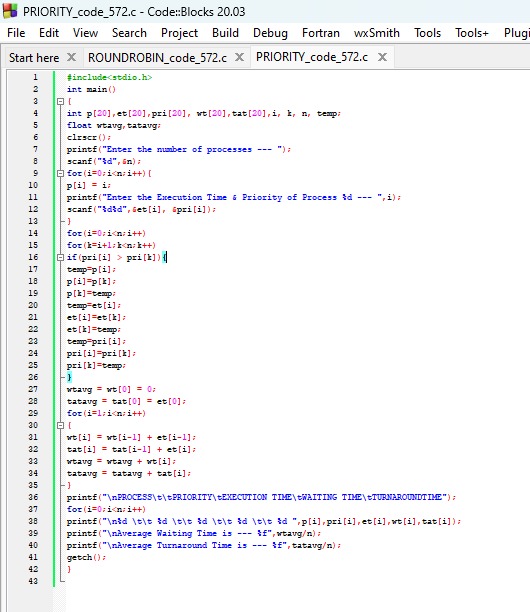 PRIORITY_code_572.c - Code::Blocks 20.03
File Edit View Search Project Build Debug Fortran wxSmith Tools Tools+ Plugi
Start here X ROUNDROBIN_code_572.c X PRIORITY_code_572.c X
1 #include<stdio.h>
2 int main()
3 {
4 int p[20],et[20],pri[20], wt[20],tat[20],i, k, n, temp;
5 float wtavg,tatavg;
6 clrscr();
7 printf("Enter the number of processes --- ");
8 scanf("%d",&n);
9 for(i=0;i<n;i++){
10 p[i] = i;
11 printf("Enter the Execution Time & Priority of Process %d --- ",i);
12 scanf("%d%d",&et[i], &pri[i]);
13 }
14 for(i=0;i<n;i++)
15 for(k=i+1;k<n;k++)
16 if(pri[i] > pri[k]){
17 temp=p[i];
18 p[i]=p[k];
19 p[k]=temp;
20 temp=et[i];
21 et[i]=et[k];
22 et[k]=temp;
23 temp=pri[i];
24 pri[i]=pri[k];
25 pri[k]=temp;
26 }
27 wtavg = wt[0] = 0;
28 tatavg = tat[0] = et[0];
29 for(i=1;i<n;i++)
30 {
31 wt[i] = wt[i-1] + et[i-1];
32 tat[i] = tat[i-1] + et[i];
33 wtavg = wtavg + wt[i];
34 tatavg = tatavg + tat[i];
35 }
36 printf("\nPROCESS\t\tPRIORITY\tEXECUTION TIME\tWAITING TIME\tTURNAROUNDTIME");
37 for(i=0;i<n;i++)
38 printf("\n%d \t\t %d \t\t %d \t\t %d \t\t %d ",p[i],pri[i],et[i],wt[i],tat[i]);
39 printf("\nAverage Waiting Time is --- %f",wtavg/n);
40 printf("\nAverage Turnaround Time is --- %f",tatavg/n);
41 getch();
42 }
43